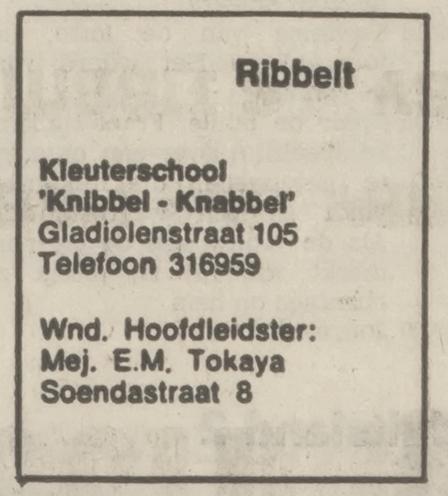 Ribbelt
Kleuterschool
'Knibbel - Knabbel'
Gladiolenstraat 105
Telefoon 316959
Wnd. Hoofdleidster:
Mej. E.M. Tokaya
Soendastraat 8